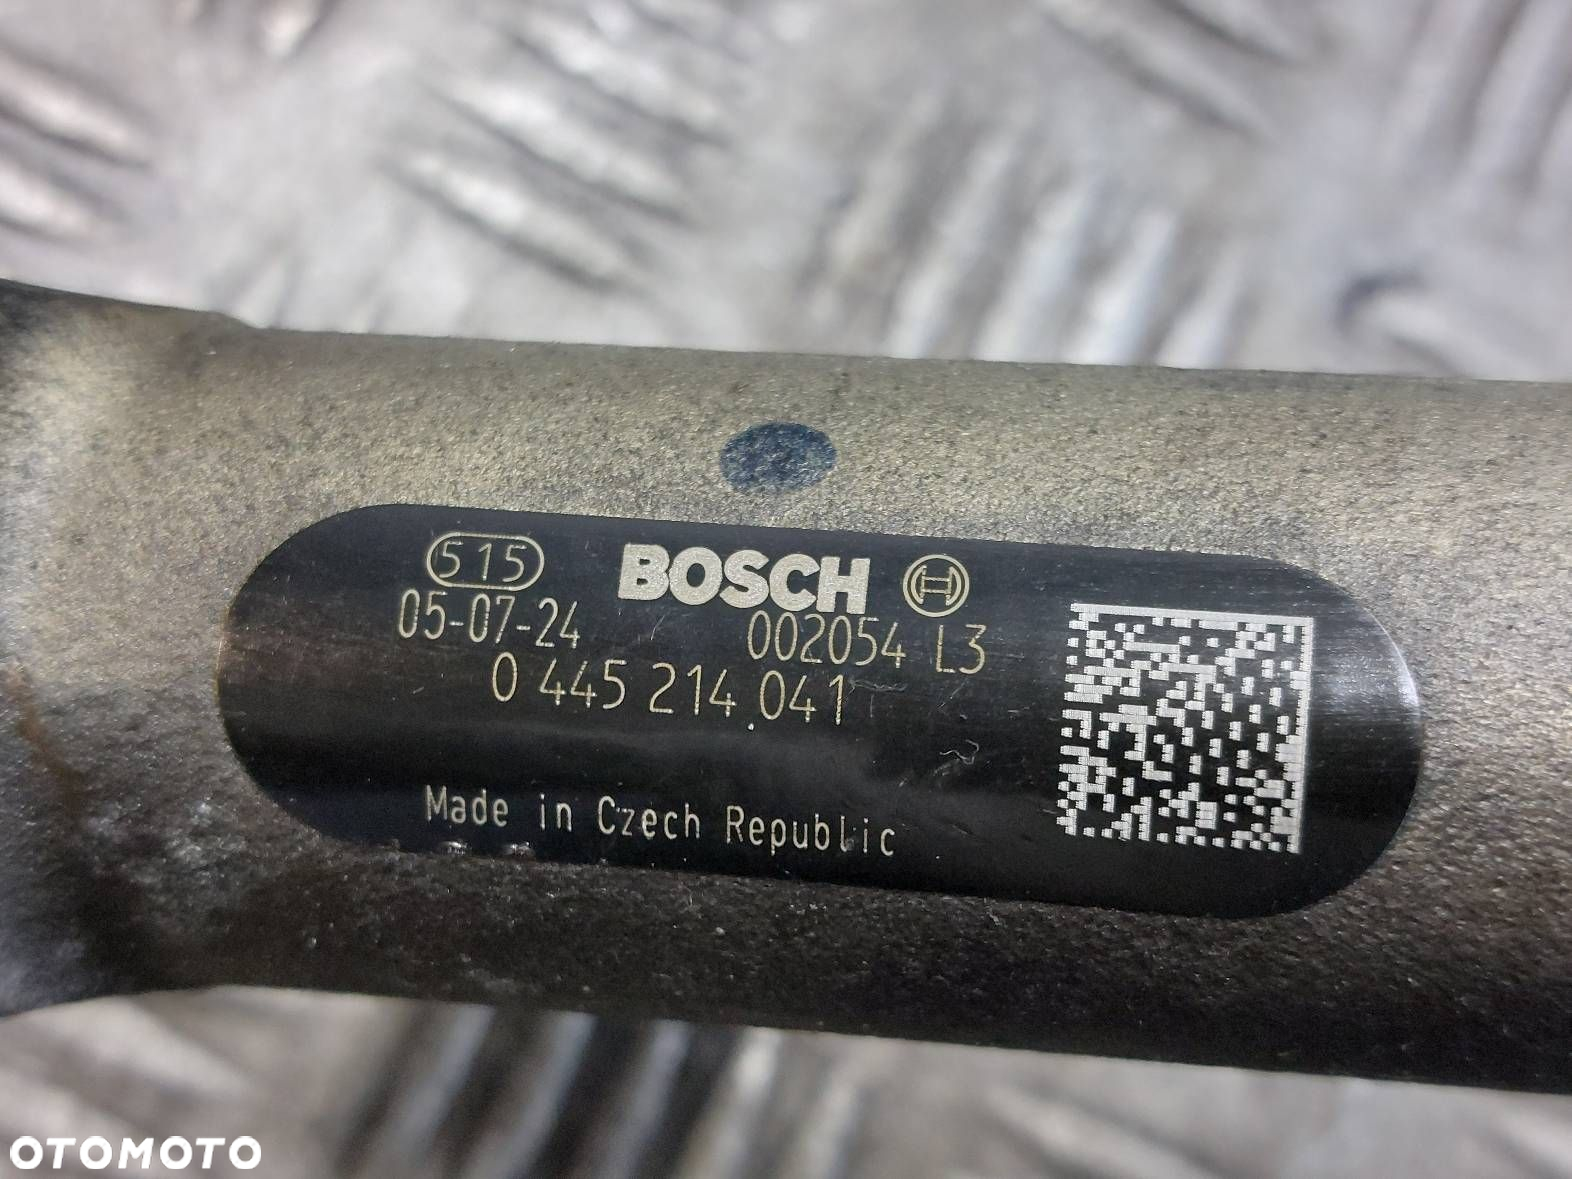 515 BOSCH
05-07-24 002054 L3
0 445 214 041
Made in Czech Republic
OTOMOTO